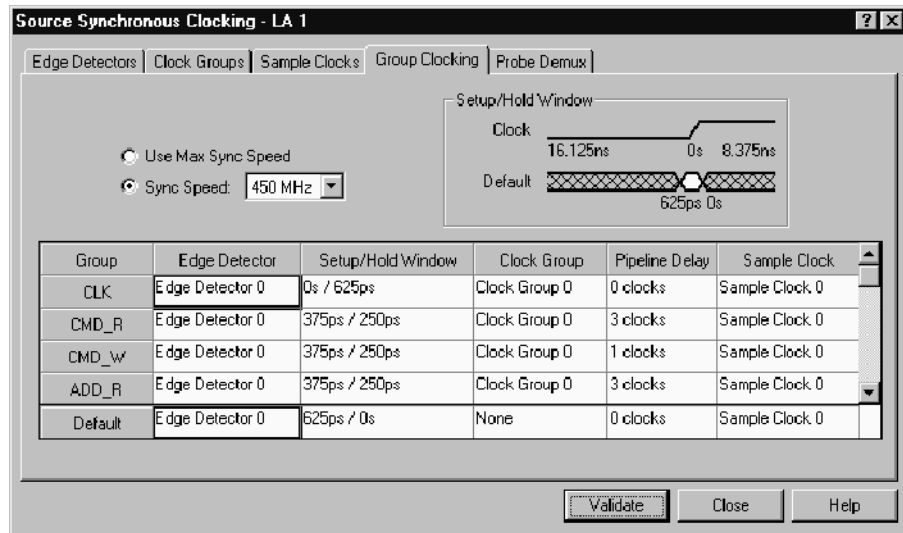 Source Synchronous Clocking - LA 1
Edge Detectors Clock Groups Sample Clocks Group Clocking Probe Demux
Setup/Hold Window
Clock
16.125ns 0s 8.375ns
Default
625ps 0s
Use Max Sync Speed
Sync Speed: 450 MHz
Group Edge Detector Setup/Hold Window Clock Group Pipeline Delay Sample Clock
CLK Edge Detector 0 0s / 625ps Clock Group 0 0 clocks Sample Clock 0
CMD_R Edge Detector 0 375ps / 250ps Clock Group 0 3 clocks Sample Clock 0
CMD_W Edge Detector 0 375ps / 250ps Clock Group 0 1 clocks Sample Clock 0
ADD_R Edge Detector 0 375ps / 250ps Clock Group 0 3 clocks Sample Clock 0
Default Edge Detector 0 625ps / 0s None 0 clocks Sample Clock 0
Validate Close Help